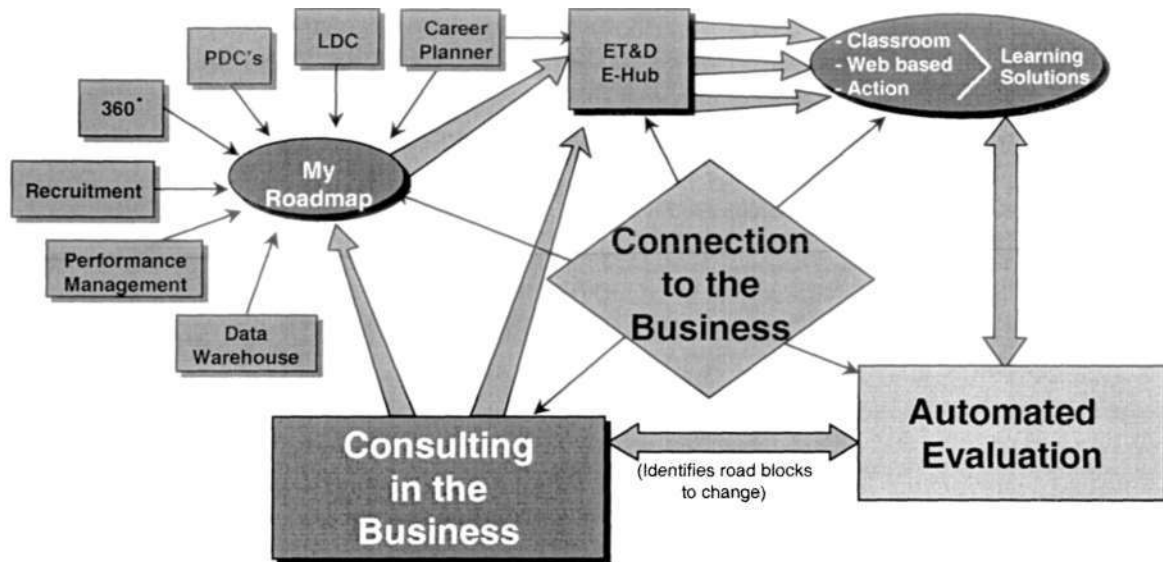 LDC
Career
Planner
PDC's
360°
ET&D
E-Hub
- Classroom
- Web based
- Action
Learning
Solutions
My
Roadmap
Recruitment
Performance
Management
Data
Warehouse
Connection
to the
Business
Consulting
in the
Business
(Identifies road blocks
to change)
Automated
Evaluation